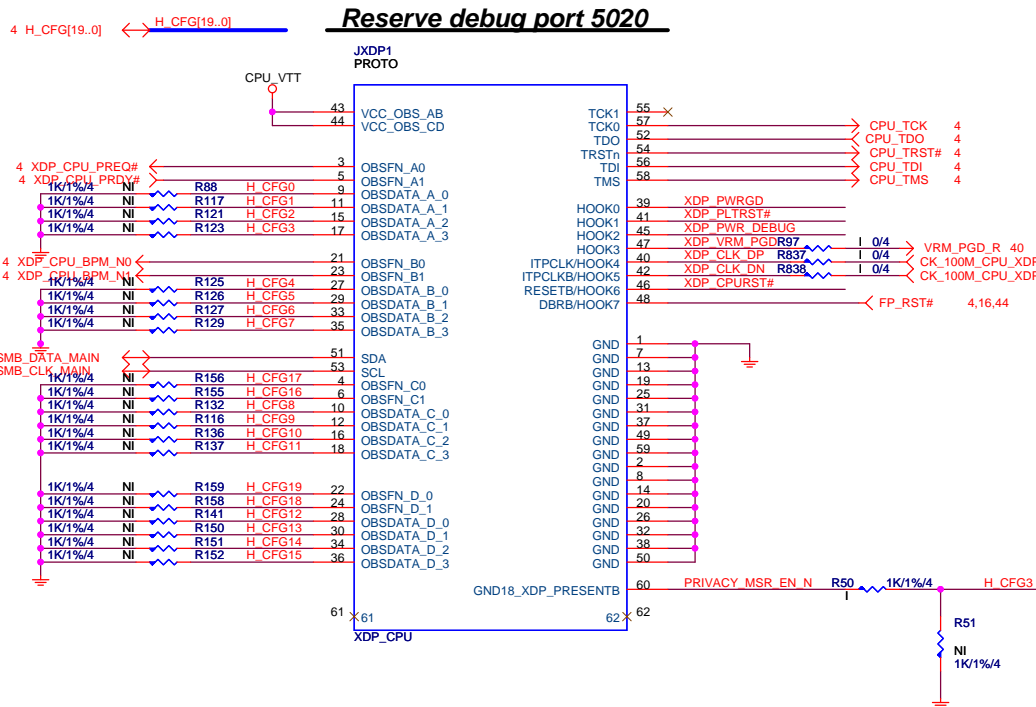 Reserve debug port 5020
4 H_CFG[19..0] H_CFG[19..0]
JXDP1
PROTO
CPU_VTT
43 VCC_OBS_AB
44 VCC_OBS_CD
4 XDP_CPU_PREQ# 3 OBSFN_A0
4 XDP_CPU_PRDY# 5 OBSFN_A1
1K/1%/4 NI R88 H_CFG0 9 OBSDATA_A_0
1K/1%/4 NI R117 H_CFG1 11 OBSDATA_A_1
1K/1%/4 NI R121 H_CFG2 15 OBSDATA_A_2
1K/1%/4 NI R123 H_CFG3 17 OBSDATA_A_3
4 XDP_CPU_BPM_N0 21 OBSFN_B0
4 XDP_CPU_BPM_N1 23 OBSFN_B1
1K/1%/4 NI R125 H_CFG4 27 OBSDATA_B_0
1K/1%/4 NI R126 H_CFG5 29 OBSDATA_B_1
1K/1%/4 NI R127 H_CFG6 33 OBSDATA_B_2
1K/1%/4 NI R129 H_CFG7 35 OBSDATA_B_3
SMB_DATA_MAIN 51 SDA
SMB_CLK_MAIN 53 SCL
1K/1%/4 NI R156 H_CFG17 4 OBSFN_C0
1K/1%/4 NI R155 H_CFG16 6 OBSFN_C1
1K/1%/4 NI R132 H_CFG8 10 OBSDATA_C_0
1K/1%/4 NI R116 H_CFG9 12 OBSDATA_C_1
1K/1%/4 NI R136 H_CFG10 16 OBSDATA_C_2
1K/1%/4 NI R137 H_CFG11 18 OBSDATA_C_3
1K/1%/4 NI R159 H_CFG19 22 OBSFN_D_0
1K/1%/4 NI R158 H_CFG18 24 OBSFN_D_1
1K/1%/4 NI R141 H_CFG12 28 OBSDATA_D_0
1K/1%/4 NI R150 H_CFG13 30 OBSDATA_D_1
1K/1%/4 NI R151 H_CFG14 34 OBSDATA_D_2
1K/1%/4 NI R152 H_CFG15 36 OBSDATA_D_3
61 61
XDP_CPU
TCK1 55
TCK0 57 CPU_TCK 4
TDO 52 CPU_TDO 4
TRSTn 54 CPU_TRST# 4
TDI 56 CPU_TDI 4
TMS 58 CPU_TMS 4
HOOK0 39 XDP_PWRGD
HOOK1 41 XDP_PLTRST#
HOOK2 45 XDP_PWR_DEBUG
HOOK3 47 XDP_VRM_PGD R97 I 0/4 VRM_PGD_R 40
ITPCLK/HOOK4 40 XDP_CLK_DP R837 I 0/4 CK_100M_CPU_XDP
ITPCLKB/HOOK5 42 XDP_CLK_DN R838 I 0/4 CK_100M_CPU_XDP
RESETB/HOOK6 46 XDP_CPURST#
DBRB/HOOK7 48 FP_RST# 4,16,44
GND 1
GND 7
GND 13
GND 19
GND 25
GND 31
GND 37
GND 49
GND 59
GND 2
GND 8
GND 14
GND 20
GND 26
GND 32
GND 38
GND 50
GND18_XDP_PRESENTB 60 PRIVACY_MSR_EN_N R50 I 1K/1%/4 H_CFG3
62 62
R51
NI
1K/1%/4